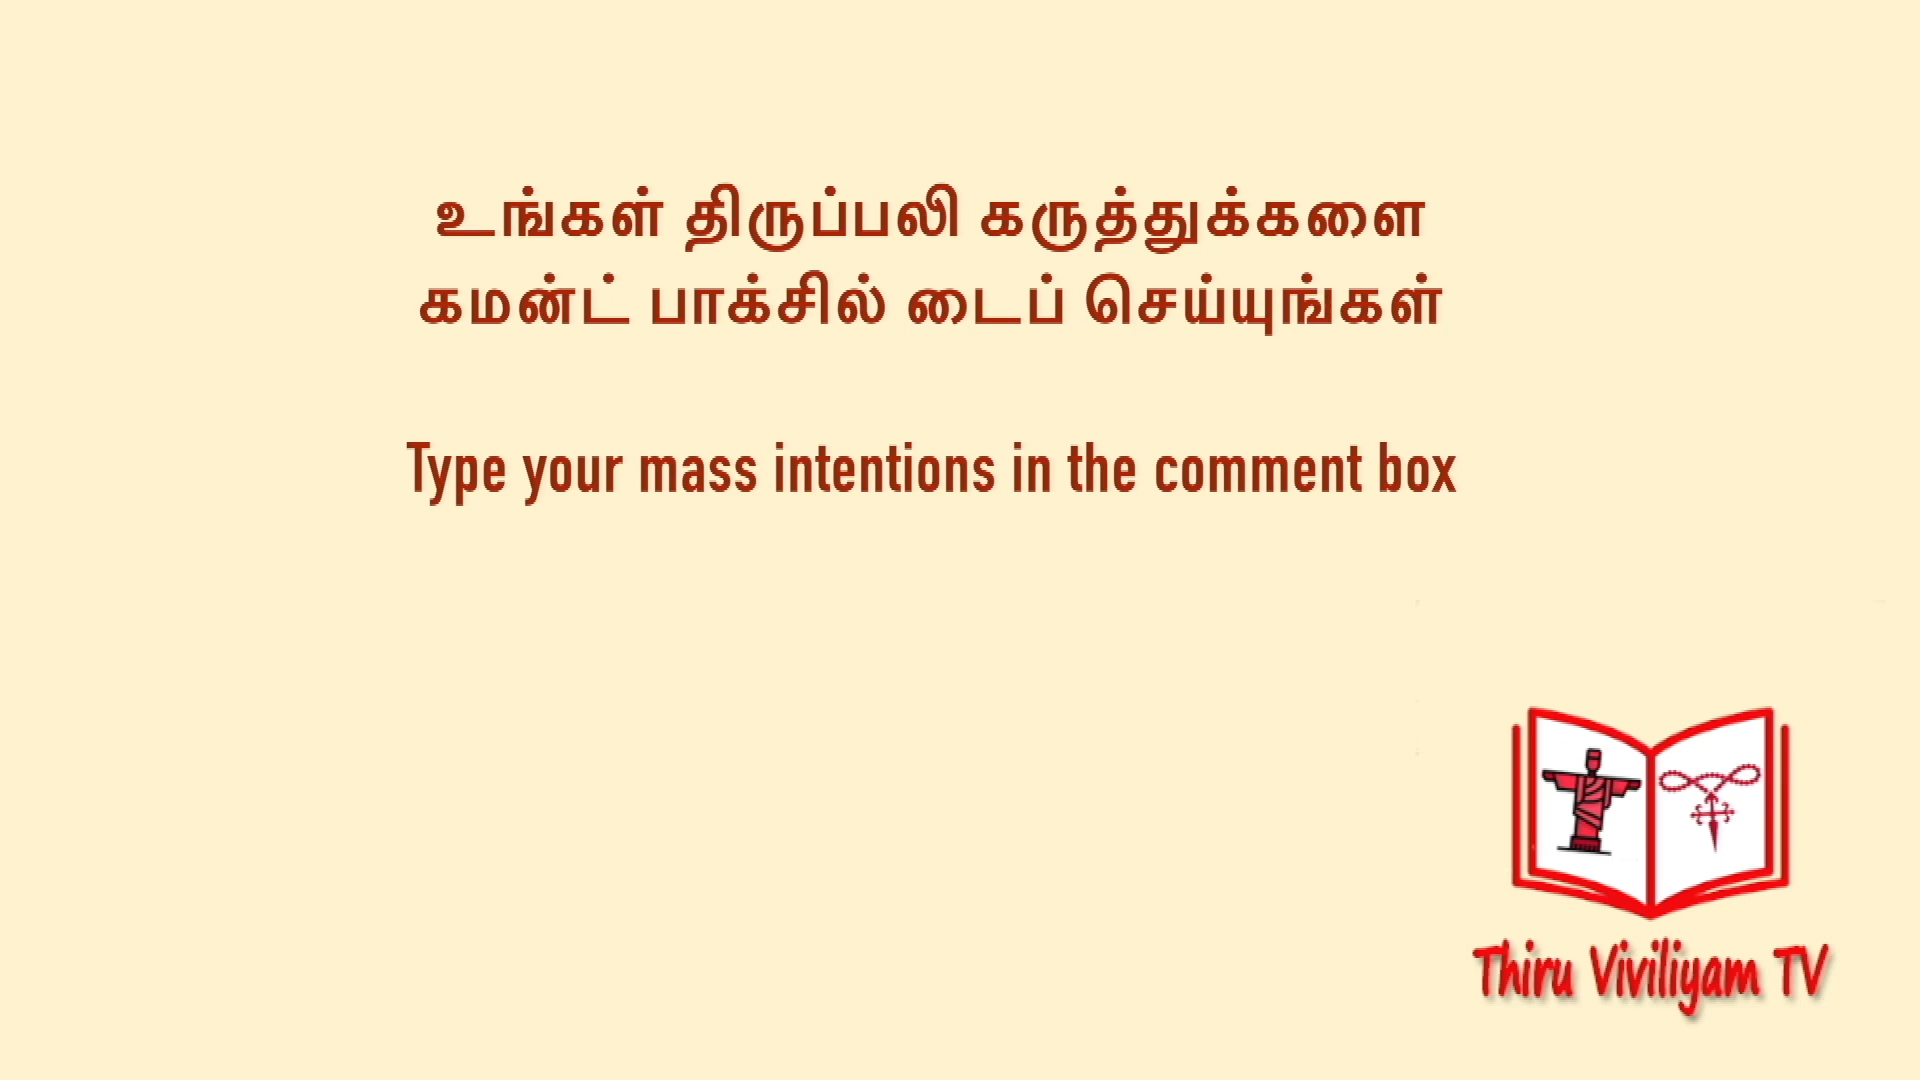 உங்கள் திருப்பலி கருத்துக்களை
கமன்ட் பாக்சில் டைப் செய்யுங்கள்
Type your mass intentions in the comment box
Thiru Viviliyam TV